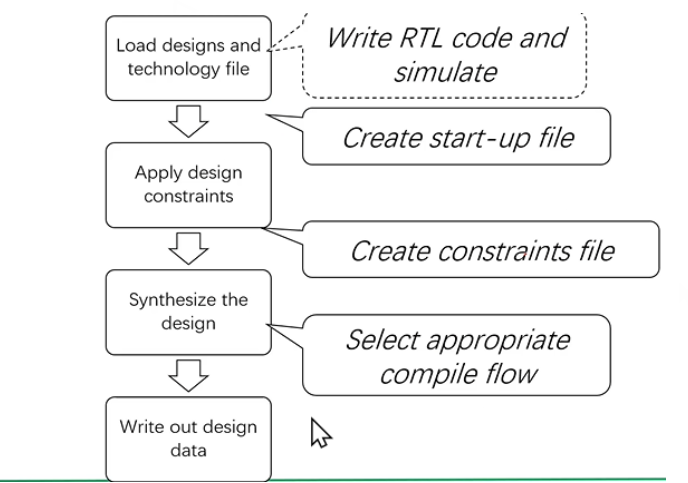 Load designs and
technology file
Write RTL code and
simulate
Create start-up file
Apply design
constraints
Create constraints file
Synthesize the
design
Select appropriate
compile flow
Write out design
data